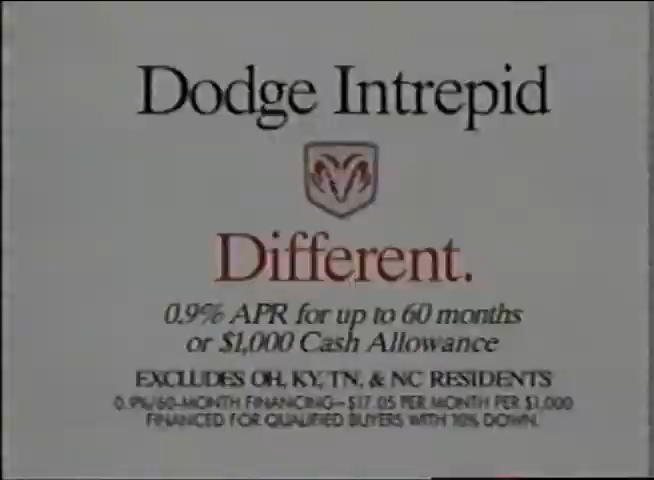 Dodge Intrepid
Different.
0.9% APR for up to 60 months
or $1,000 Cash Allowance
EXCLUDES OH, KY, TN, & NC RESIDENTS
0.9%/60-MONTH FINANCING—$17.05 PER MONTH PER $1,000
FINANCED FOR QUALIFIED BUYERS WITH 10% DOWN.